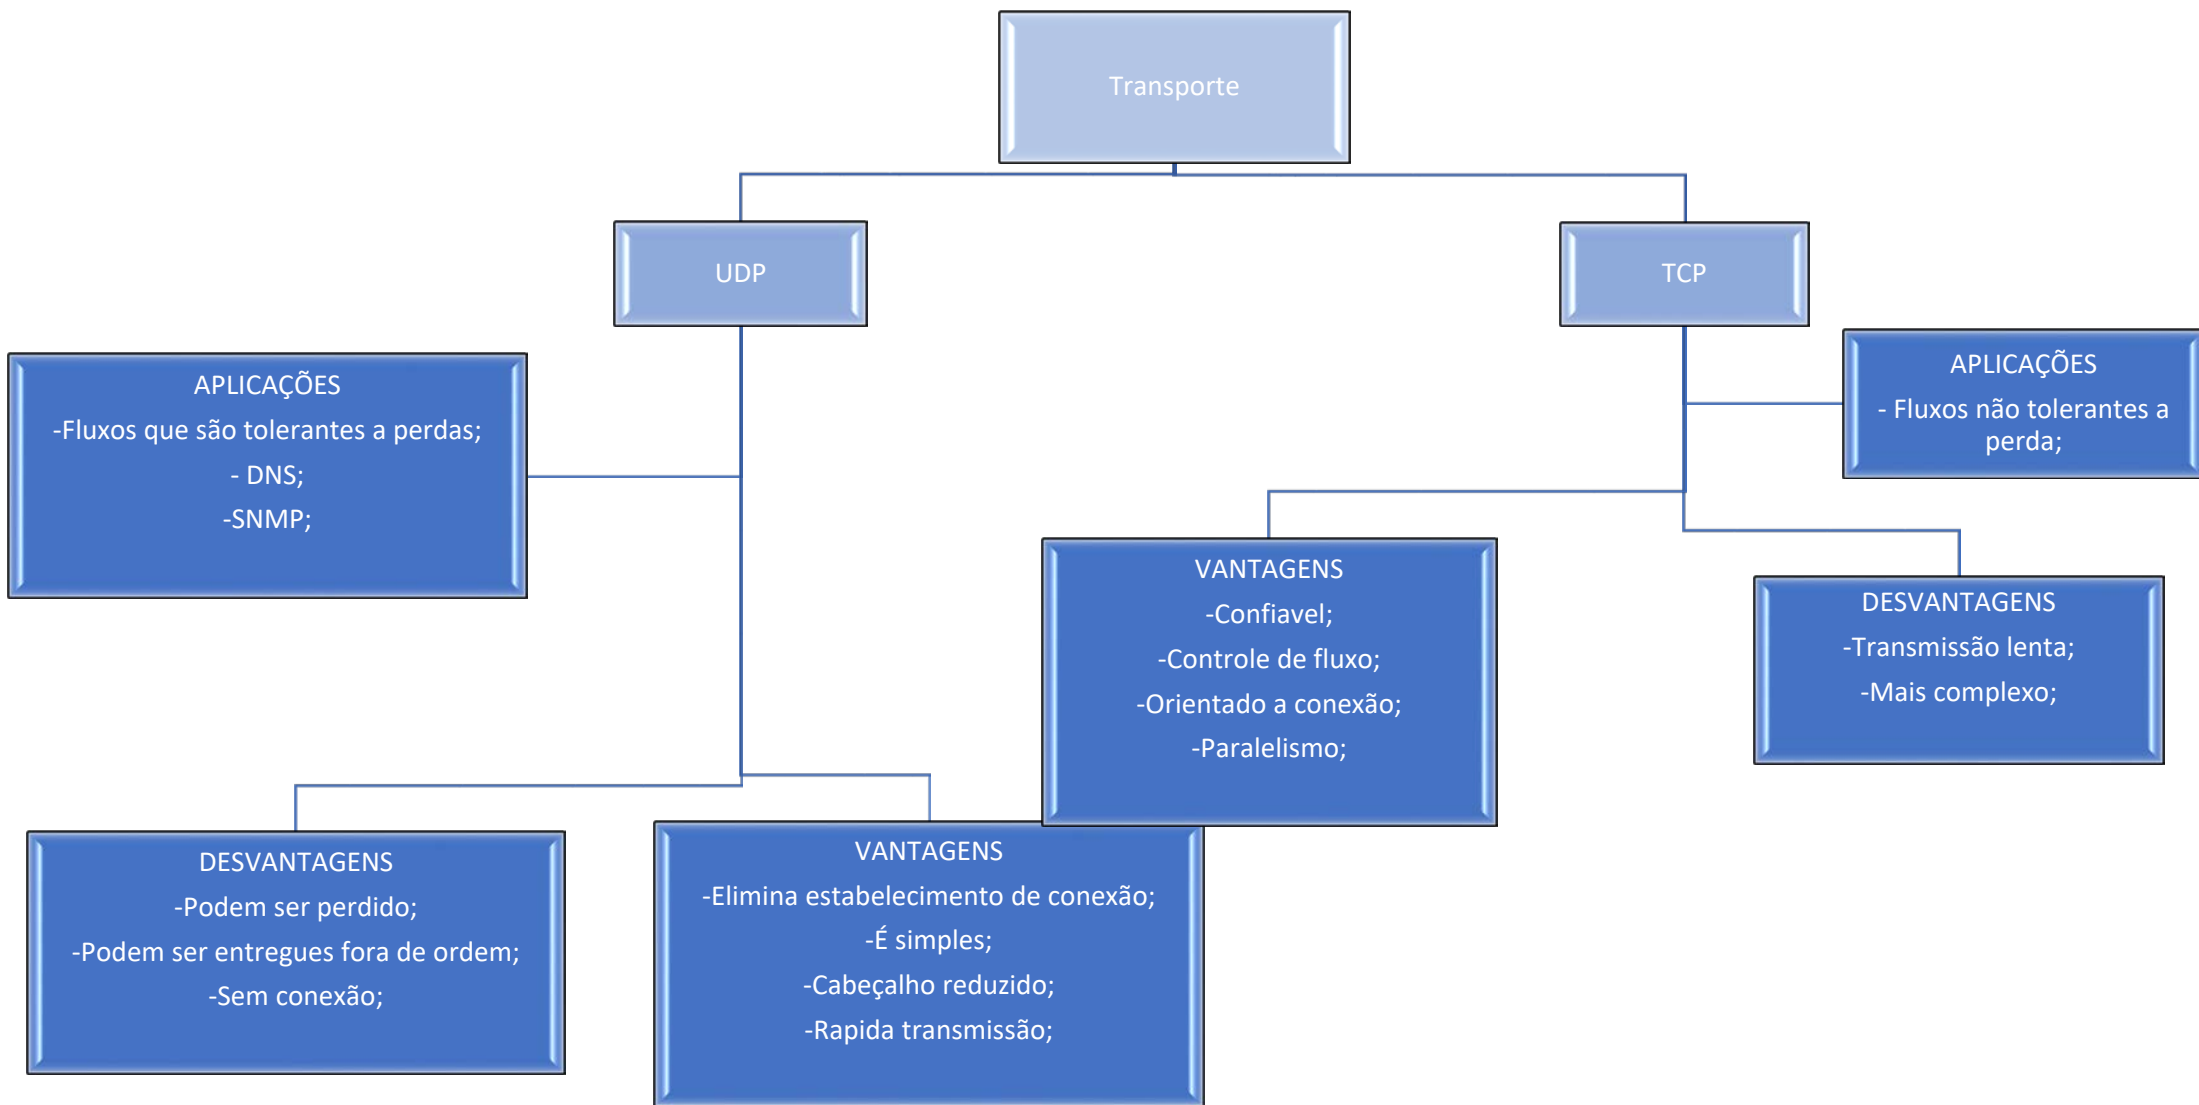 Transporte
UDP
TCP
APLICAÇÕES
-Fluxos que são tolerantes a perdas;
- DNS;
-SNMP;
APLICAÇÕES
- Fluxos não tolerantes a
perda;
VANTAGENS
-Confiavel;
-Controle de fluxo;
-Orientado a conexão;
-Paralelismo;
DESVANTAGENS
-Transmissão lenta;
-Mais complexo;
DESVANTAGENS
-Podem ser perdido;
-Podem ser entregues fora de ordem;
-Sem conexão;
VANTAGENS
-Elimina estabelecimento de conexão;
-É simples;
-Cabeçalho reduzido;
-Rapida transmissão;